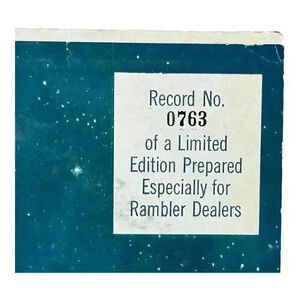 Record No.
0763
of a Limited
Edition Prepared
Especially for
Rambler Dealers